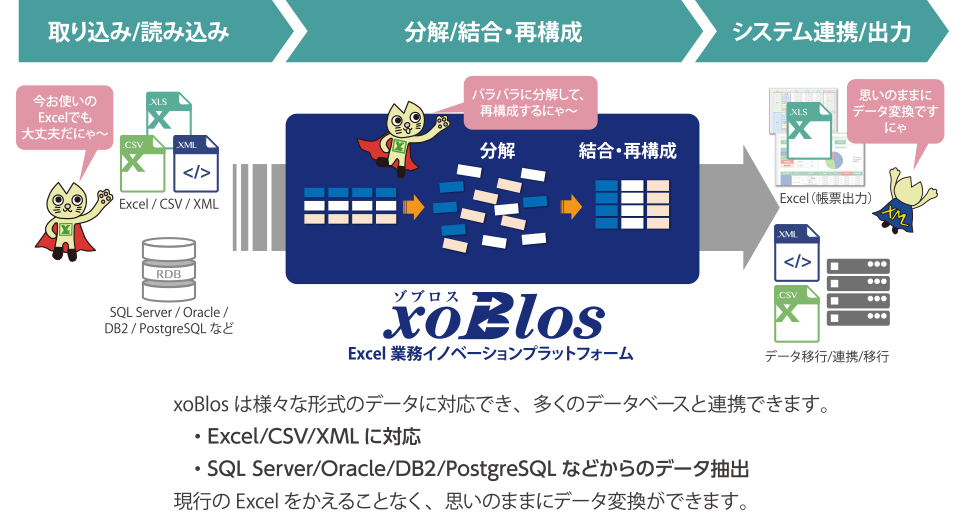 取り込み/読み込み
分解/結合・再構成
システム連携/出力
今お使いの
Excelでも
大丈夫だにゃ～
.XLS
X
.CSV
X
.XML
</>
Excel / CSV / XML
X
RDB
SQL Server / Oracle /
DB2 / PostgreSQL など
バラバラに分解して、
再構成するにゃ～
X
分解
結合・再構成
ゾブロス
xoBlos
Excel 業務イノベーションプラットフォーム
思いのままに
データ変換です
にゃ
.XLS
X
Excel（帳票出力）
XML
.XML
</>
.CSV
X
データ移行/連携/移行
xoBlos は様々な形式のデータに対応でき、多くのデータベースと連携できます。
・Excel/CSV/XML に対応
・SQL Server/Oracle/DB2/PostgreSQL などからのデータ抽出
現行の Excel をかえることなく、思いのままにデータ変換ができます。